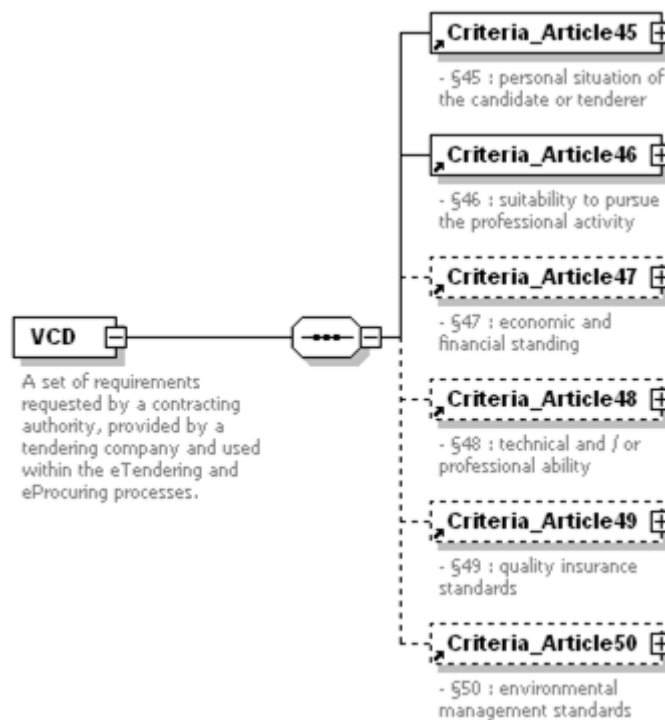 Criteria_Article45
- §45 : personal situation of
the candidate or tenderer
Criteria_Article46
- §46 : suitability to pursue
the professional activity
Criteria_Article47
- §47 : economic and
financial standing
VCD
A set of requirements
requested by a contracting
authority, provided by a
tendering company and used
within the eTendering and
eProcuring processes.
Criteria_Article48
- §48 : technical and / or
professional ability
Criteria_Article49
- §49 : quality insurance
standards
Criteria_Article50
- §50 : environmental
management standards